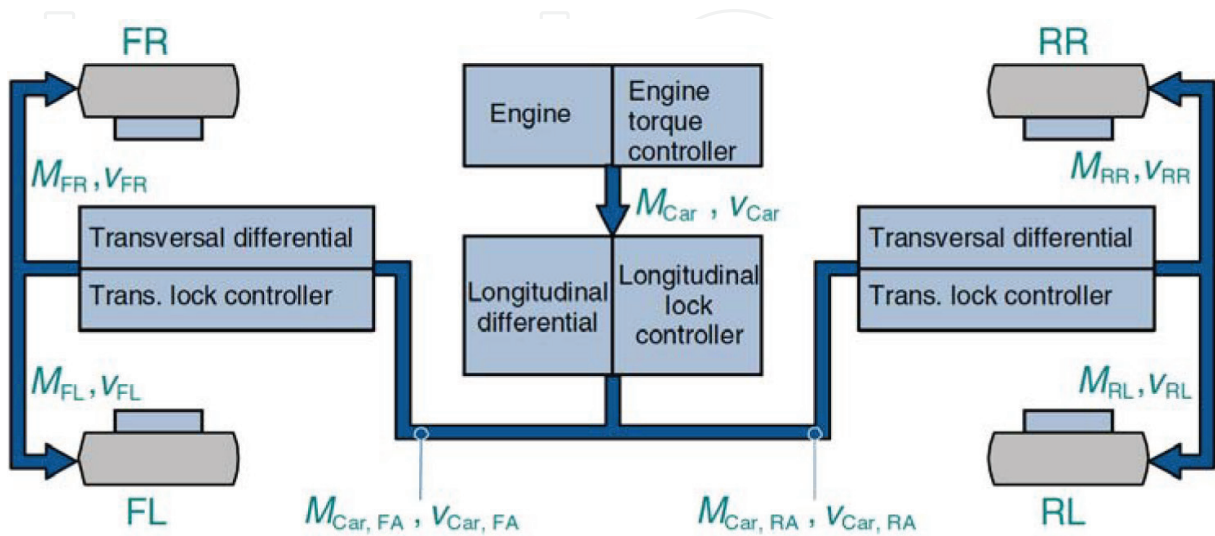 FR
RR
Engine
Engine
torque
controller
M_FR, v_FR
M_RR, v_RR
M_Car , v_Car
Transversal differential
Trans. lock controller
Longitudinal
differential
Longitudinal
lock
controller
Transversal differential
Trans. lock controller
M_FL, v_FL
M_RL, v_RL
FL
M_Car, FA , v_Car, FA
M_Car, RA , v_Car, RA
RL